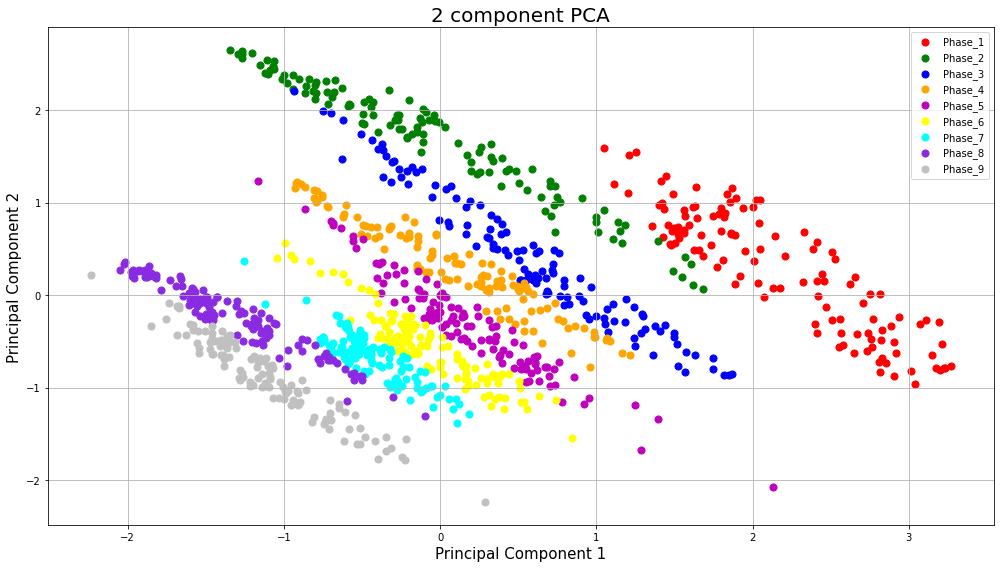 2 component PCA
Phase_1
Phase_2
Phase_3
Phase_4
Phase_5
Phase_6
Phase_7
Phase_8
Phase_9
Principal Component 2
2
1
0
−1
−2
−2
−1
0
1
2
3
Principal Component 1